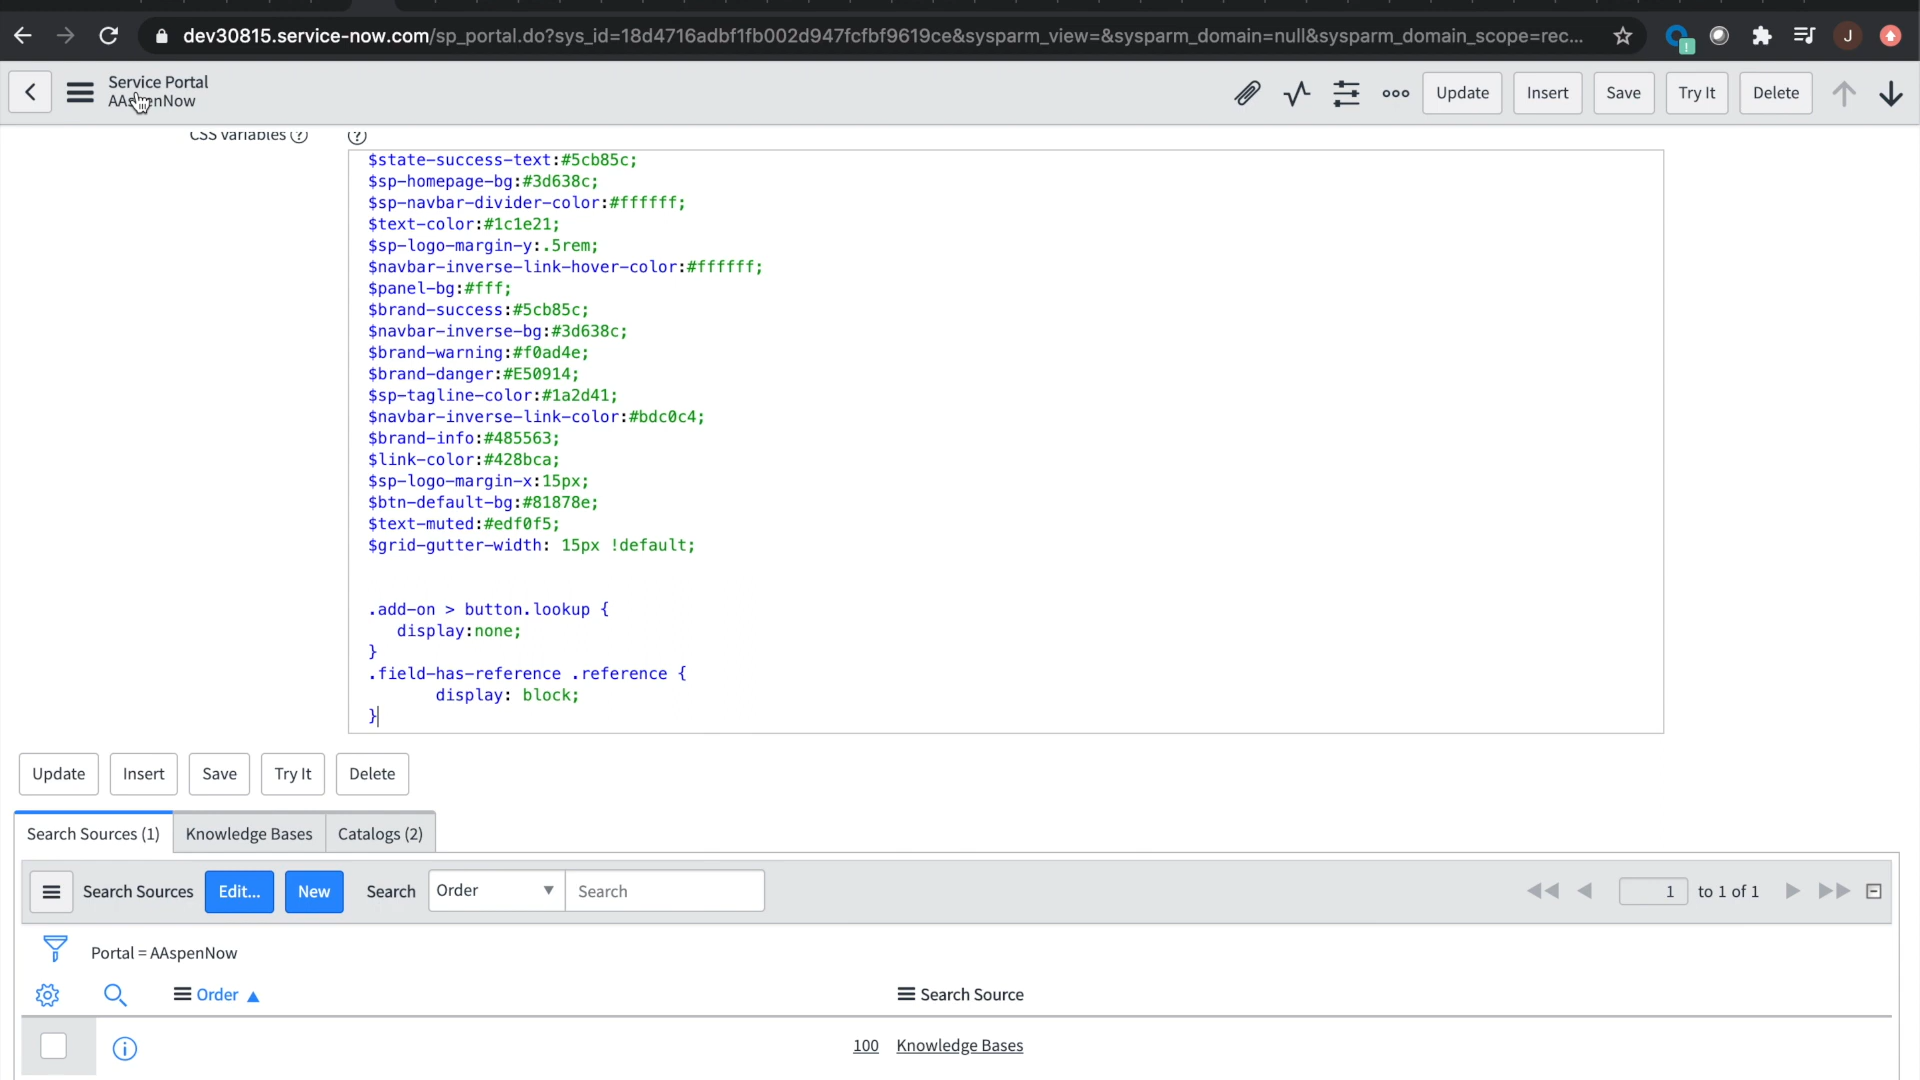 dev30815.service-now.com/sp_portal.do?sys_id=18d4716adbf1fb002d947fcfbf9619ce&sysparm_view=&sysparm_domain=null&sysparm_domain_scope=rec...
J
Service Portal
AAspenNow
Update Insert Save Try It Delete
CSS variables
$state-success-text:#5cb85c;
$sp-homepage-bg:#3d638c;
$sp-navbar-divider-color:#ffffff;
$text-color:#1c1e21;
$sp-logo-margin-y:.5rem;
$navbar-inverse-link-hover-color:#ffffff;
$panel-bg:#fff;
$brand-success:#5cb85c;
$navbar-inverse-bg:#3d638c;
$brand-warning:#f0ad4e;
$brand-danger:#E50914;
$sp-tagline-color:#1a2d41;
$navbar-inverse-link-color:#bdc0c4;
$brand-info:#485563;
$link-color:#428bca;
$sp-logo-margin-x:15px;
$btn-default-bg:#81878e;
$text-muted:#edf0f5;
$grid-gutter-width: 15px !default;
.add-on > button.lookup {
display:none;
}
.field-has-reference .reference {
display: block;
}
Update Insert Save Try It Delete
Search Sources (1) Knowledge Bases Catalogs (2)
Search Sources Edit... New Search Order Search 1 to 1 of 1
Portal = AAspenNow
Order Search Source
100 Knowledge Bases